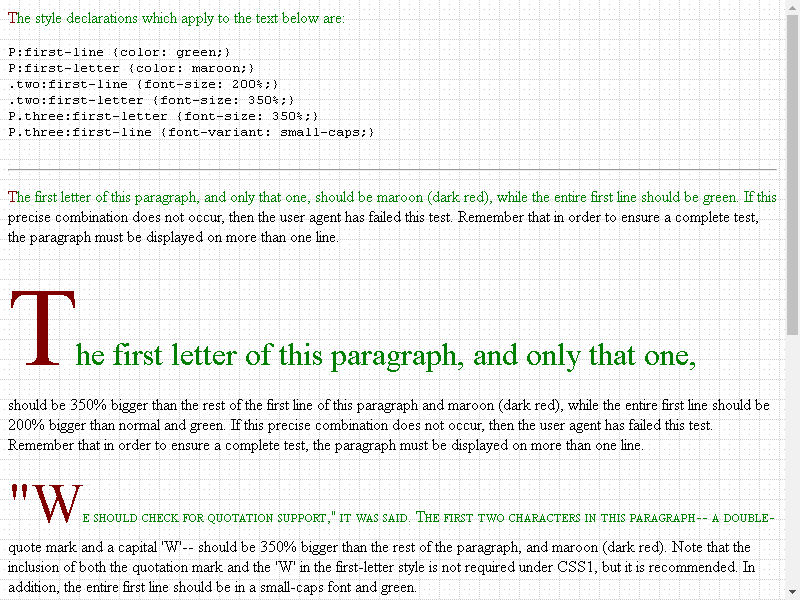 The style declarations which apply to the text below are:
P:first-line {color: green;}
P:first-letter {color: maroon;}
.two:first-line {font-size: 200%;}
.two:first-letter {font-size: 350%;}
P.three:first-letter {font-size: 350%;}
P.three:first-line {font-variant: small-caps;}
The first letter of this paragraph, and only that one, should be maroon (dark red), while the entire first line should be green. If this
precise combination does not occur, then the user agent has failed this test. Remember that in order to ensure a complete test,
the paragraph must be displayed on more than one line.
The first letter of this paragraph, and only that one,
should be 350% bigger than the rest of the first line of this paragraph and maroon (dark red), while the entire first line should be
200% bigger than normal and green. If this precise combination does not occur, then the user agent has failed this test.
Remember that in order to ensure a complete test, the paragraph must be displayed on more than one line.
"We should check for quotation support," it was said. The first two characters in this paragraph-- a double-
quote mark and a capital 'W'-- should be 350% bigger than the rest of the paragraph, and maroon (dark red). Note that the
inclusion of both the quotation mark and the 'W' in the first-letter style is not required under CSS1, but it is recommended. In
addition, the entire first line should be in a small-caps font and green.